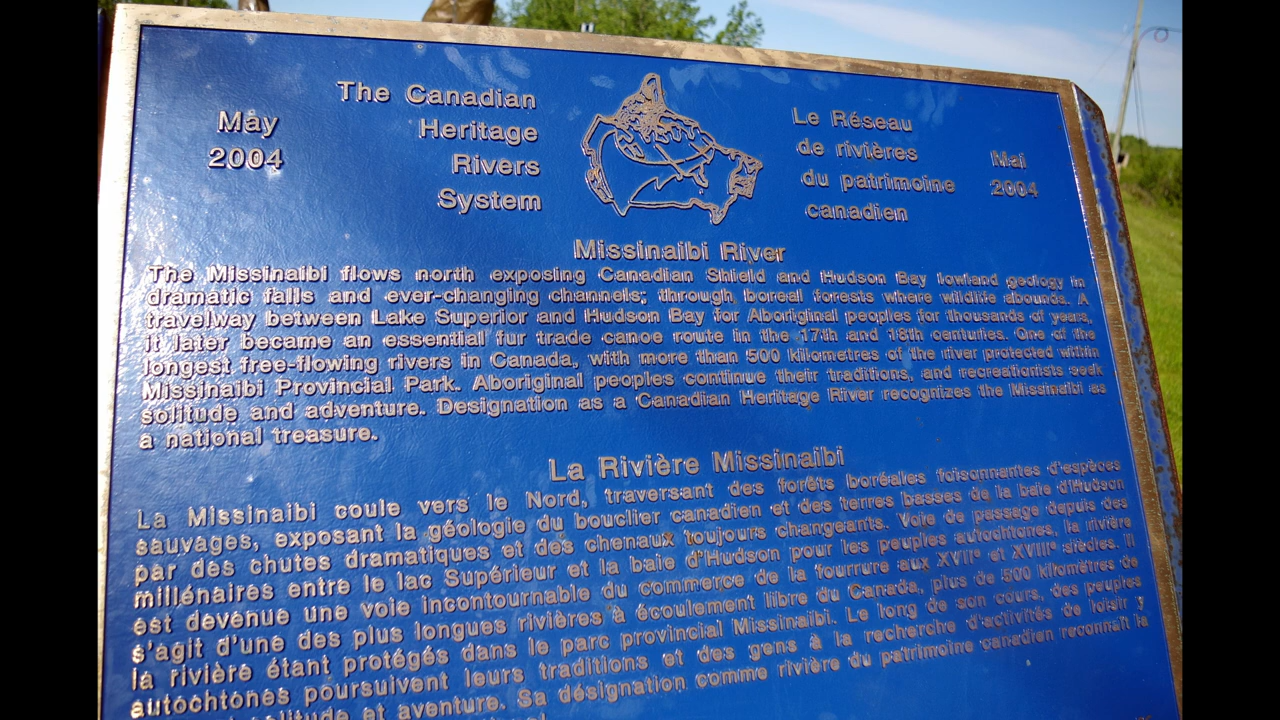 May
2004
The Canadian
Heritage
Rivers
System
Le Réseau
de rivières
du patrimoine
canadien
Mai
2004
Missinaibi River
The Missinaibi flows north exposing Canadian Shield and Hudson Bay lowland geology in
dramatic falls and ever-changing channels; through boreal forests where wildlife abounds. A
travelway between Lake Superior and Hudson Bay for Aboriginal peoples for thousands of years,
it later became an essential fur trade canoe route in the 17th and 18th centuries. One of the
longest free-flowing rivers in Canada, with more than 500 kilometres of the river protected within
Missinaibi Provincial Park. Aboriginal peoples continue their traditions, and recreationists seek
solitude and adventure. Designation as a Canadian Heritage River recognizes the Missinaibi as
a national treasure.
La Rivière Missinaibi
La Missinaibi coule vers le Nord, traversant des forêts boréales foisonnantes d'espèces
sauvages, exposant la géologie du bouclier canadien et des terres basses de la baie d'Hudson
par des chutes dramatiques et des chenaux toujours changeants. Voie de passage depuis des
millénaires entre le lac Supérieur et la baie d'Hudson pour les peuples autochtones, la rivière
est devenue une voie incontournable du commerce de la fourrure aux XVIIe et XVIIIe siècles. Il
s'agit d'une des plus longues rivières à écoulement libre du Canada, plus de 500 kilomètres de
la rivière étant protégés dans le parc provincial Missinaibi. Le long de son cours, des peuples
autochtones poursuivent leurs traditions et des gens à la recherche d'activités de loisir y
solitude et aventure. Sa désignation comme rivière du patrimoine canadien reconnaît la